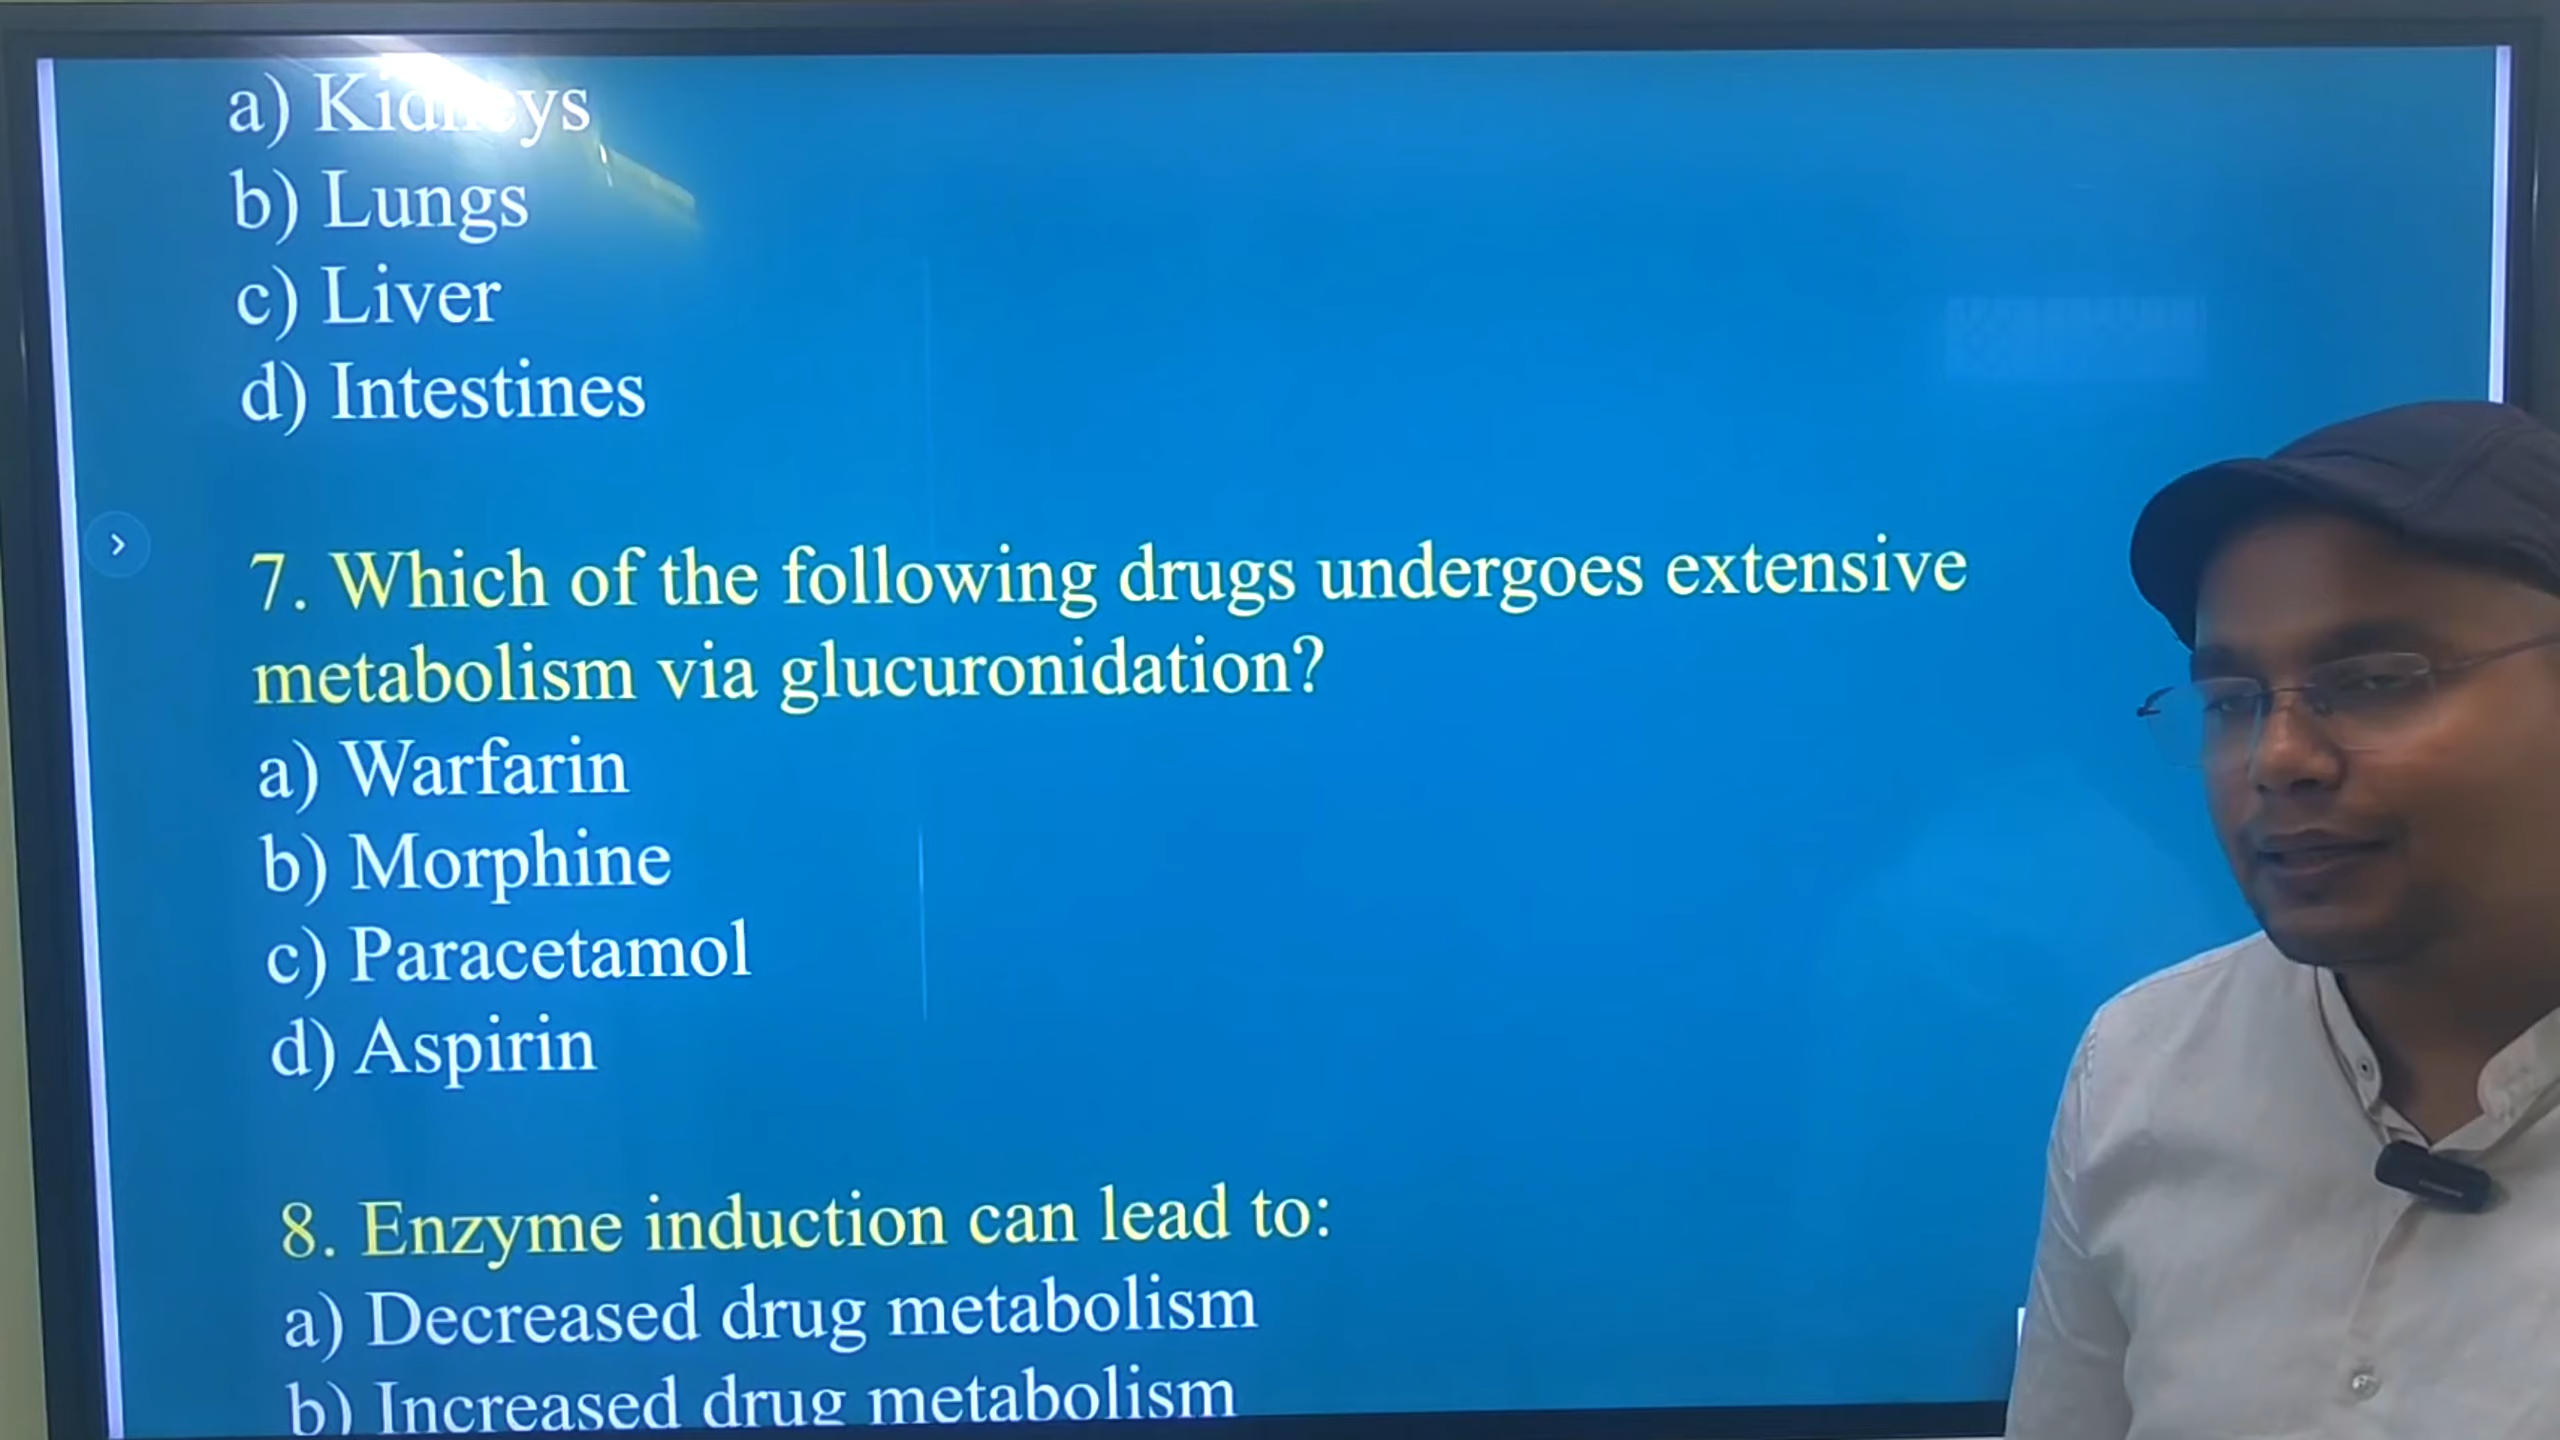 a) Kidneys
b) Lungs
c) Liver
d) Intestines
7. Which of the following drugs undergoes extensive
metabolism via glucuronidation?
a) Warfarin
b) Morphine
c) Paracetamol
d) Aspirin
8. Enzyme induction can lead to:
a) Decreased drug metabolism
b) Increased drug metabolism